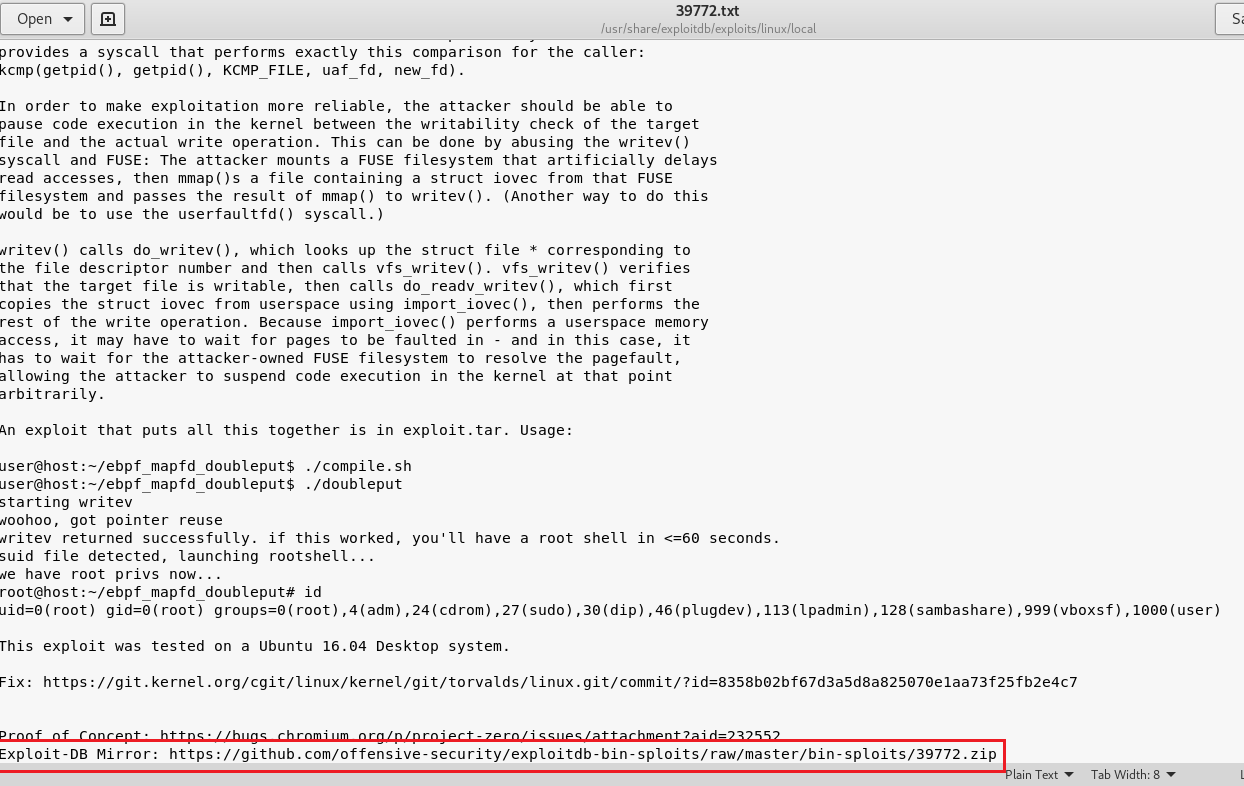 Open
39772.txt
/usr/share/exploitdb/exploits/linux/local
provides a syscall that performs exactly this comparison for the caller:
kcmp(getpid(), getpid(), KCMP_FILE, uaf_fd, new_fd).
In order to make exploitation more reliable, the attacker should be able to
pause code execution in the kernel between the writability check of the target
file and the actual write operation. This can be done by abusing the writev()
syscall and FUSE: The attacker mounts a FUSE filesystem that artificially delays
read accesses, then mmap()s a file containing a struct iovec from that FUSE
filesystem and passes the result of mmap() to writev(). (Another way to do this
would be to use the userfaultfd() syscall.)
writev() calls do_writev(), which looks up the struct file * corresponding to
the file descriptor number and then calls vfs_writev(). vfs_writev() verifies
that the target file is writable, then calls do_readv_writev(), which first
copies the struct iovec from userspace using import_iovec(), then performs the
rest of the write operation. Because import_iovec() performs a userspace memory
access, it may have to wait for pages to be faulted in - and in this case, it
has to wait for the attacker-owned FUSE filesystem to resolve the pagefault,
allowing the attacker to suspend code execution in the kernel at that point
arbitrarily.
An exploit that puts all this together is in exploit.tar. Usage:
user@host:~/ebpf_mapfd_doubleput$ ./compile.sh
user@host:~/ebpf_mapfd_doubleput$ ./doubleput
starting writev
woohoo, got pointer reuse
writev returned successfully. if this worked, you'll have a root shell in <=60 seconds.
suid file detected, launching rootshell...
we have root privs now...
root@host:~/ebpf_mapfd_doubleput# id
uid=0(root) gid=0(root) groups=0(root),4(adm),24(cdrom),27(sudo),30(dip),46(plugdev),113(lpadmin),128(sambashare),999(vboxsf),1000(user)
This exploit was tested on a Ubuntu 16.04 Desktop system.
Fix: https://git.kernel.org/cgit/linux/kernel/git/torvalds/linux.git/commit/?id=8358b02bf67d3a5d8a825070e1aa73f25fb2e4c7
Proof of Concept: https://bugs.chromium.org/p/project-zero/issues/attachment?aid=232552
Exploit-DB Mirror: https://github.com/offensive-security/exploitdb-bin-sploits/raw/master/bin-sploits/39772.zip
Plain Text Tab Width: 8